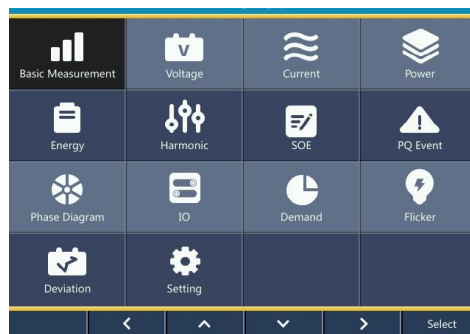 Basic Measurement
Voltage
Current
Power
Energy
Harmonic
SOE
PQ Event
Phase Diagram
IO
Demand
Flicker
Deviation
Setting
Select